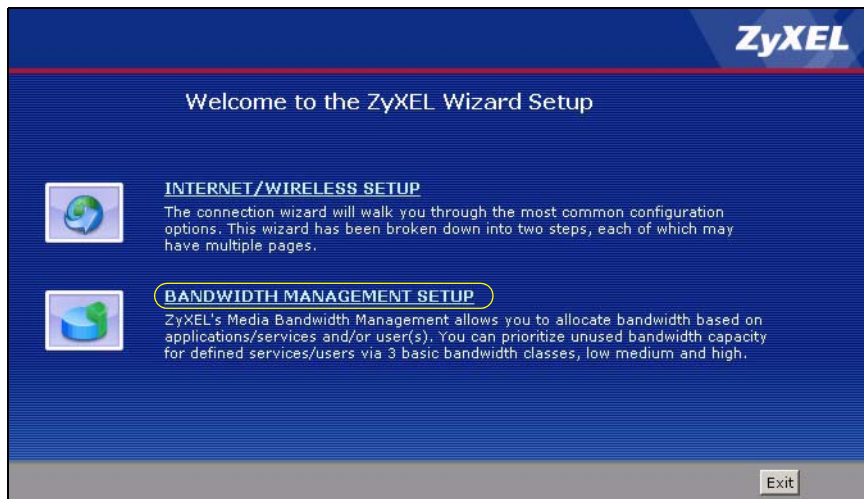 ZyXEL
Welcome to the ZyXEL Wizard Setup
INTERNET/WIRELESS SETUP
The connection wizard will walk you through the most common configuration
options. This wizard has been broken down into two steps, each of which may
have multiple pages.
BANDWIDTH MANAGEMENT SETUP
ZyXEL's Media Bandwidth Management allows you to allocate bandwidth based on
applications/services and/or user(s). You can prioritize unused bandwidth capacity
for defined services/users via 3 basic bandwidth classes, low medium and high.
Exit